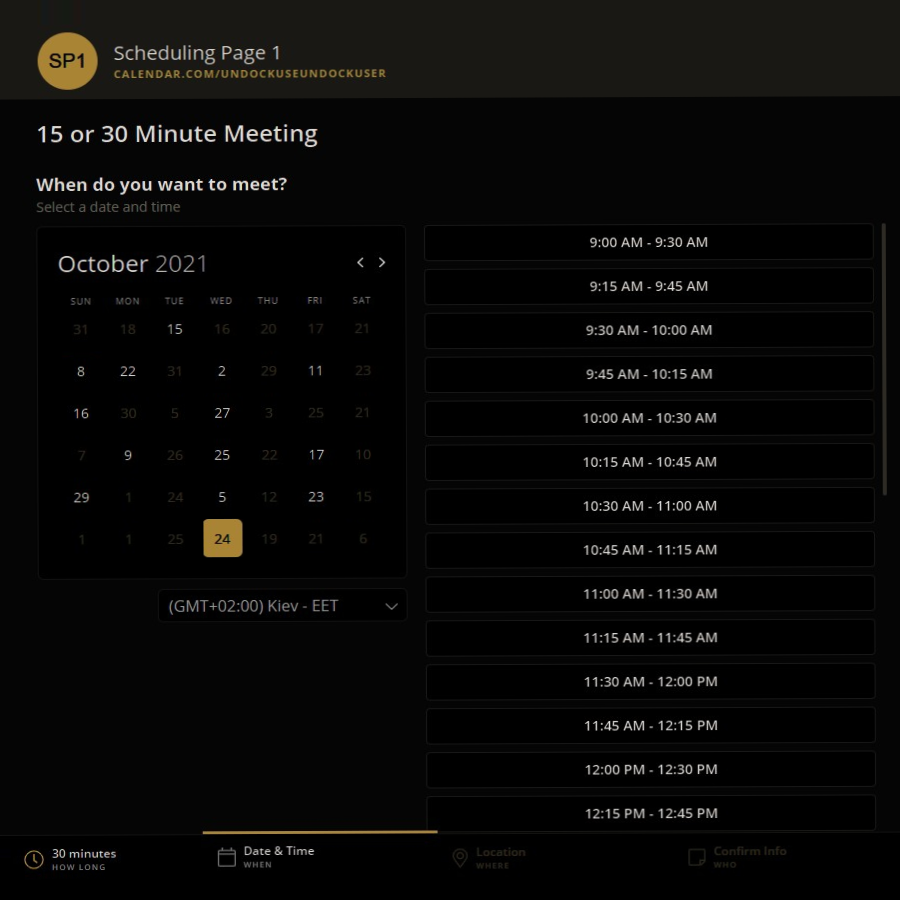 SP1
Scheduling Page 1
CALENDAR.COM/UNDOCKUSEUNDOCKUSER
15 or 30 Minute Meeting
When do you want to meet?
Select a date and time
October 2021
SUN MON TUE WED THU FRI SAT
31 18 15 16 20 17 21
8 22 31 2 29 11 23
16 30 5 27 3 25 21
7 9 26 25 22 17 10
29 1 24 5 12 23 15
1 1 25 24 19 21 6
(GMT+02:00) Kiev - EET
9:00 AM - 9:30 AM
9:15 AM - 9:45 AM
9:30 AM - 10:00 AM
9:45 AM - 10:15 AM
10:00 AM - 10:30 AM
10:15 AM - 10:45 AM
10:30 AM - 11:00 AM
10:45 AM - 11:15 AM
11:00 AM - 11:30 AM
11:15 AM - 11:45 AM
11:30 AM - 12:00 PM
11:45 AM - 12:15 PM
12:00 PM - 12:30 PM
12:15 PM - 12:45 PM
30 minutes
HOW LONG
Date & Time
WHEN
Location
WHERE
Confirm Info
WHO